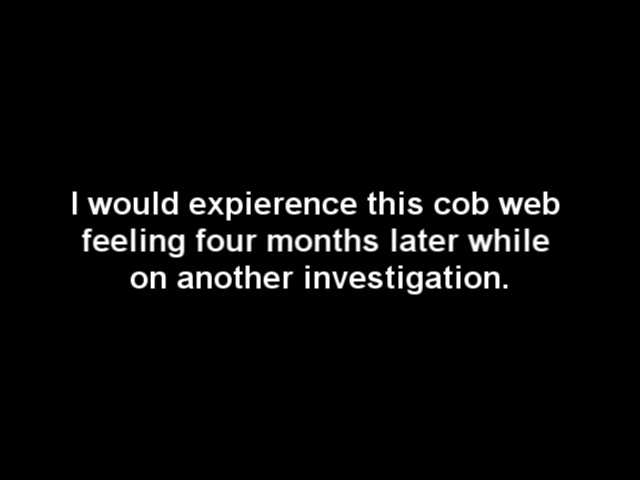 I would expierence this cob web
feeling four months later while
on another investigation.